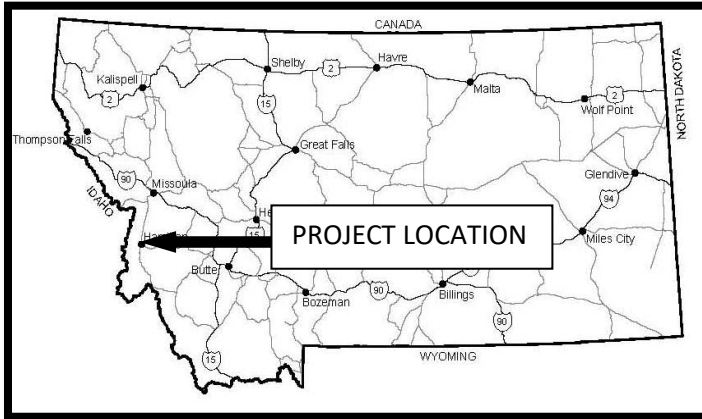 CANADA
Shelby
2
Havre
Kalispell
2
15
Malta
2
Wolf Point
NORTH DAKOTA
Thompson Falls
Great Falls
90
Missoula
Glendive
94
IDAHO
PROJECT LOCATION
15
Miles City
Butte
Billings
90
Bozeman
90
WYOMING
15